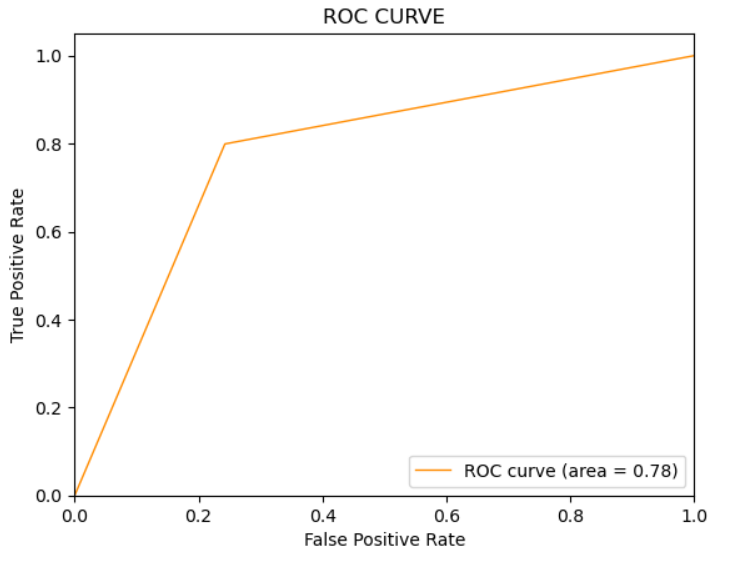 ROC CURVE
1.0
0.8
0.6
0.4
0.2
0.0
True Positive Rate
ROC curve (area = 0.78)
0.0 0.2 0.4 0.6 0.8 1.0
False Positive Rate